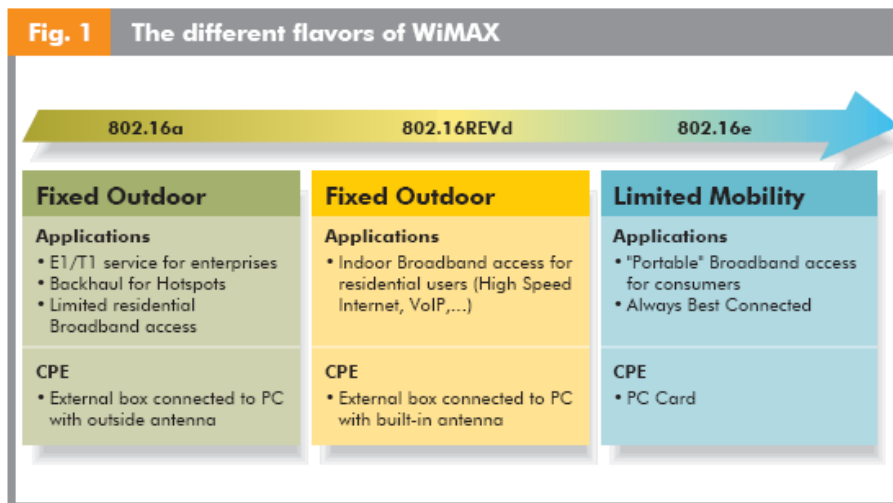 Fig. 1 The different flavors of WiMAX
802.16a 802.16REVd 802.16e
Fixed Outdoor
Applications
• E1/T1 service for enterprises
• Backhaul for Hotspots
• Limited residential
Broadband access
CPE
• External box connected to PC
with outside antenna
Fixed Outdoor
Applications
• Indoor Broadband access for
residential users (High Speed
Internet, VoIP,...)
CPE
• External box connected to PC
with built-in antenna
Limited Mobility
Applications
• "Portable" Broadband access
for consumers
• Always Best Connected
CPE
• PC Card